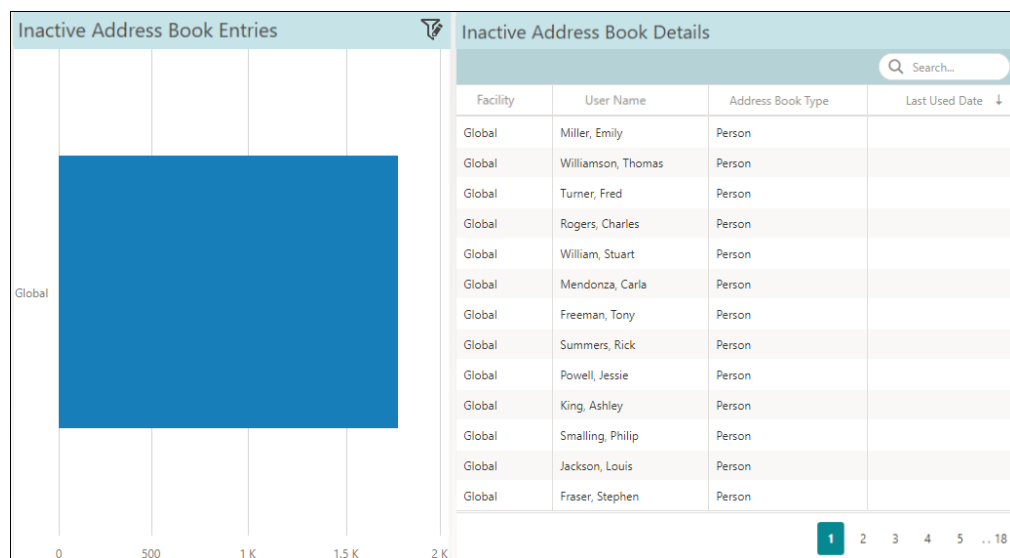 Inactive Address Book Entries
Global
0 500 1 K 1.5 K 2 K
Inactive Address Book Details
Search...
Facility User Name Address Book Type Last Used Date
Global Miller, Emily Person
Global Williamson, Thomas Person
Global Turner, Fred Person
Global Rogers, Charles Person
Global William, Stuart Person
Global Mendonza, Carla Person
Global Freeman, Tony Person
Global Summers, Rick Person
Global Powell, Jessie Person
Global King, Ashley Person
Global Smalling, Philip Person
Global Jackson, Louis Person
Global Fraser, Stephen Person
1 2 3 4 5 .. 18